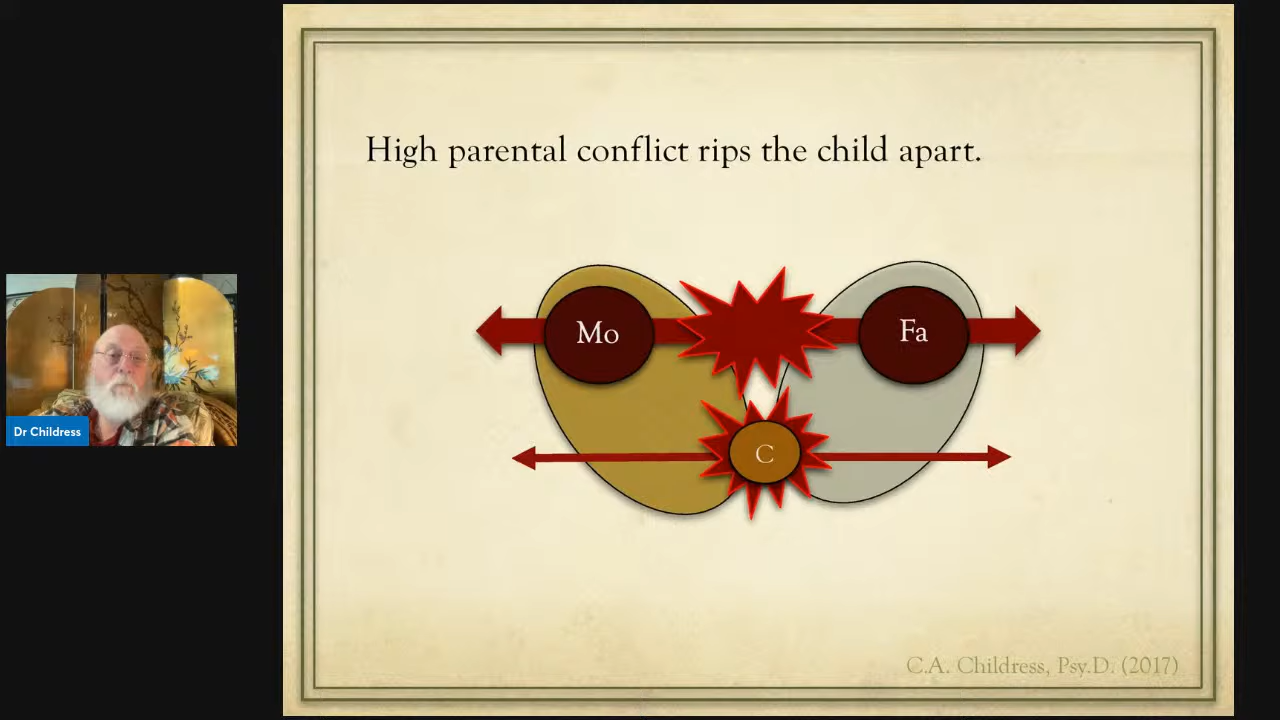 High parental conflict rips the child apart.
Mo
Fa
C
Dr Childress
C.A. Childress, Psy.D. (2017)